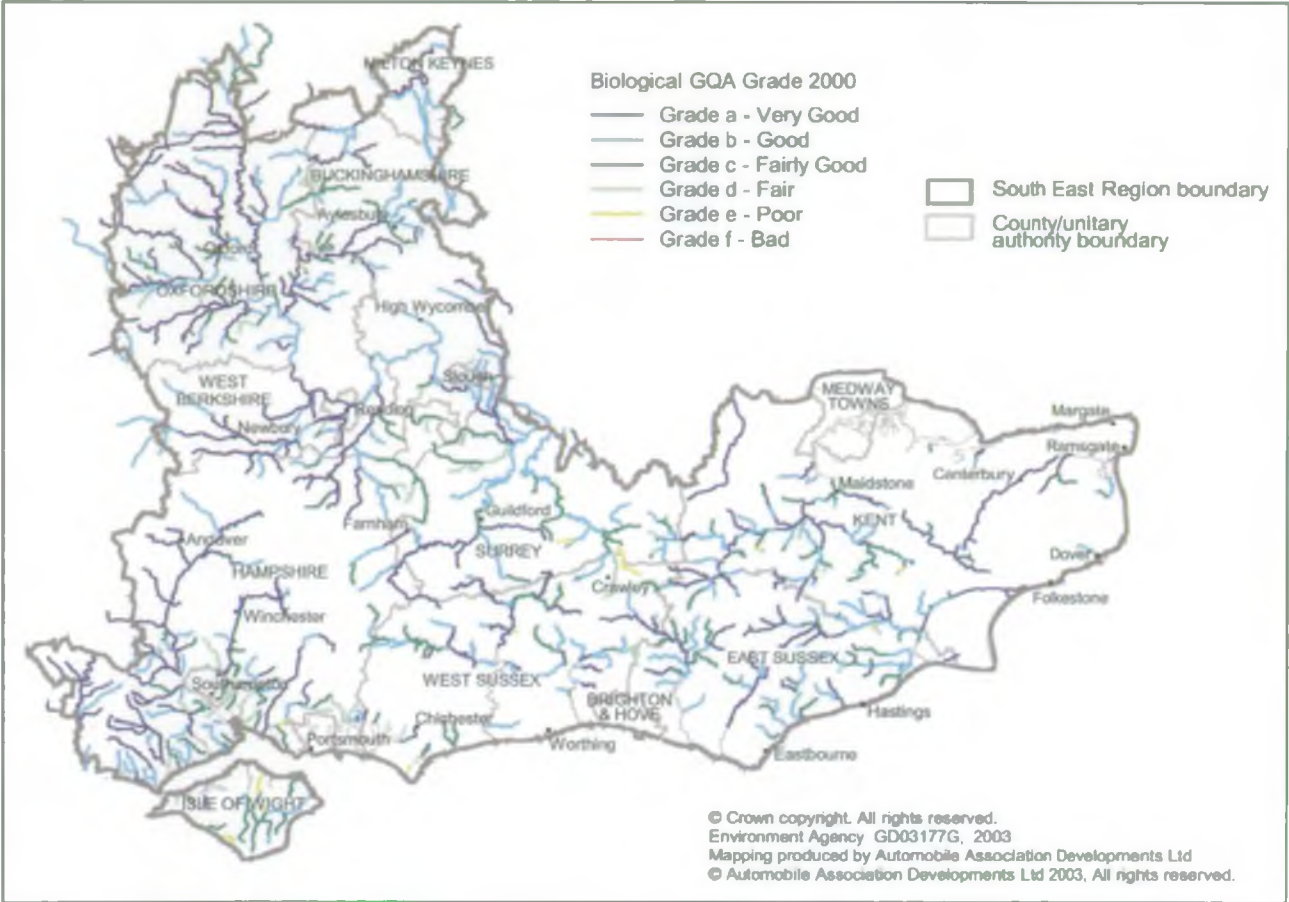 MILTON KEYNES
Biological GQA Grade 2000
Grade a - Very Good
Grade b - Good
Grade c - Fairly Good
Grade d - Fair
Grade e - Poor
Grade f - Bad
South East Region boundary
County/unitary
authority boundary
BUCKINGHAMSHIRE
Aylesbury
Oxford
OXFORDSHIRE
High Wycombe
Slough
WEST
BERKSHIRE
Reading
Newbury
MEDWAY
TOWNS
Margate
Ramsgate
Canterbury
Maidstone
KENT
Dover
Folkestone
Guildford
Farnham
SURREY
Crawley
Andover
HAMPSHIRE
Winchester
Southampton
WEST SUSSEX
EAST SUSSEX
BRIGHTON
& HOVE
Chichester
Portsmouth
Worthing
Hastings
Eastbourne
ISLE OF WIGHT
© Crown copyright. All rights reserved.
Environment Agency GD03177G, 2003
Mapping produced by Automobile Association Developments Ltd
© Automobile Association Developments Ltd 2003, All rights reserved.